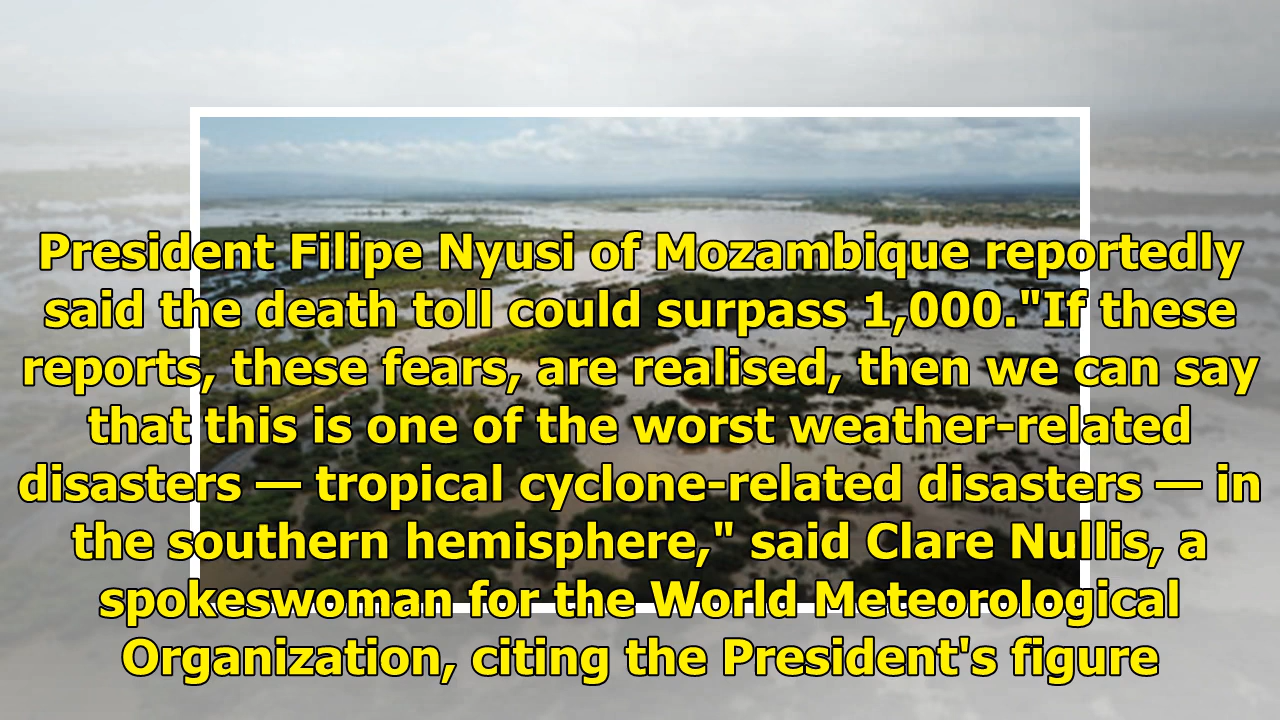 President Filipe Nyusi of Mozambique reportedly
said the death toll could surpass 1,000."If these
reports, these fears, are realised, then we can say
that this is one of the worst weather-related
disasters — tropical cyclone-related disasters — in
the southern hemisphere," said Clare Nullis, a
spokeswoman for the World Meteorological
Organization, citing the President's figure